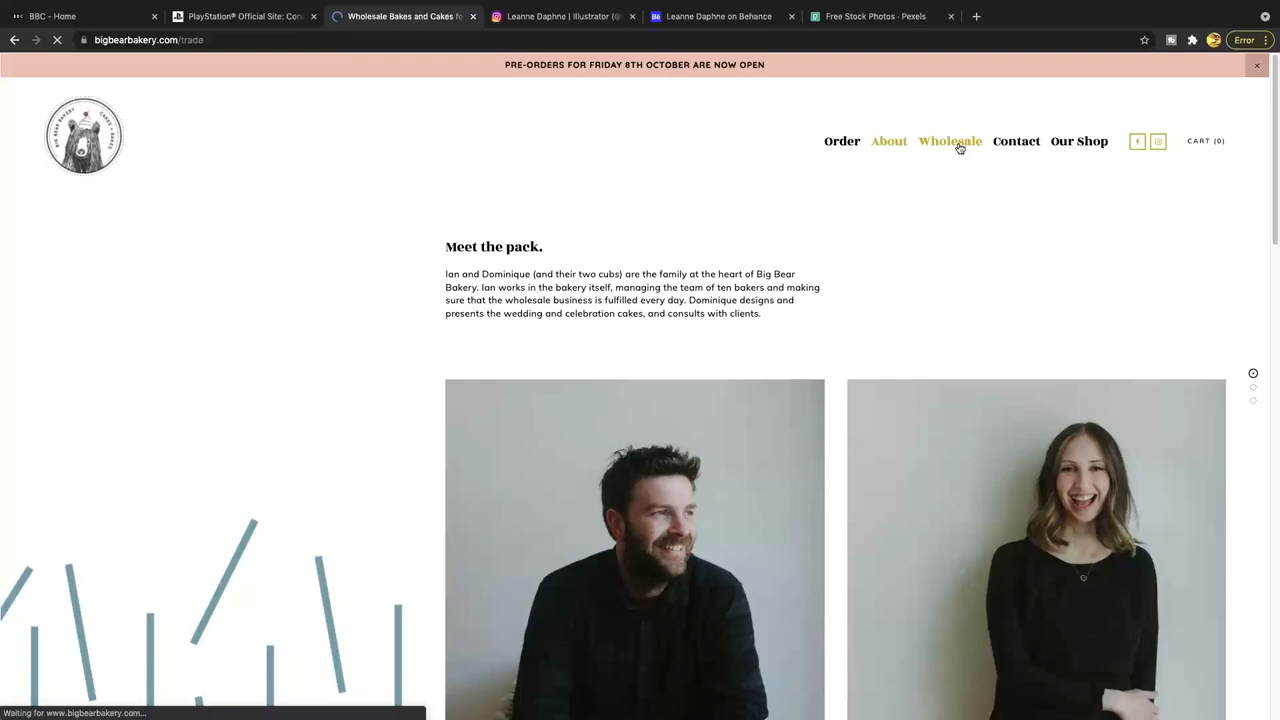 BBC - Home
PlayStation® Official Site: Con
Wholesale Bakes and Cakes fo
Leanne Daphne | Illustrator (@
Leanne Daphne on Behance
Free Stock Photos · Pexels
bigbearbakery.com/trade
Error
PRE-ORDERS FOR FRIDAY 8TH OCTOBER ARE NOW OPEN
BIG BEAR BAKERY
CAKES + BAKES
Order About Wholesale Contact Our Shop CART (0)
Meet the pack.
Ian and Dominique (and their two cubs) are the family at the heart of Big Bear
Bakery. Ian works in the bakery itself, managing the team of ten bakers and making
sure that the wholesale business is fulfilled every day. Dominique designs and
presents the wedding and celebration cakes, and consults with clients.
Waiting for www.bigbearbakery.com...